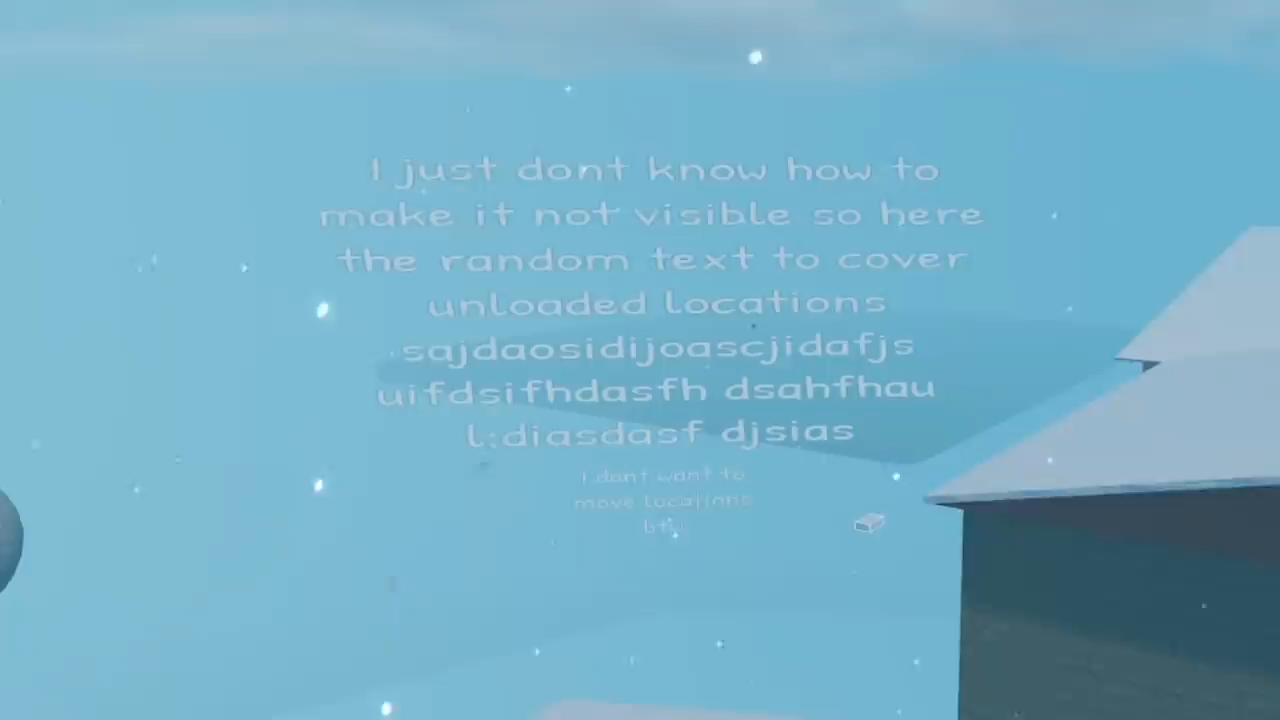 I just dont know how to
make it not visible so here
the random text to cover
unloaded locations
sajdaosidijoascjidafjs
uifdsifhdasfh dsahfhau
l:diasdasf djsias
I dont want to
move locations
btw